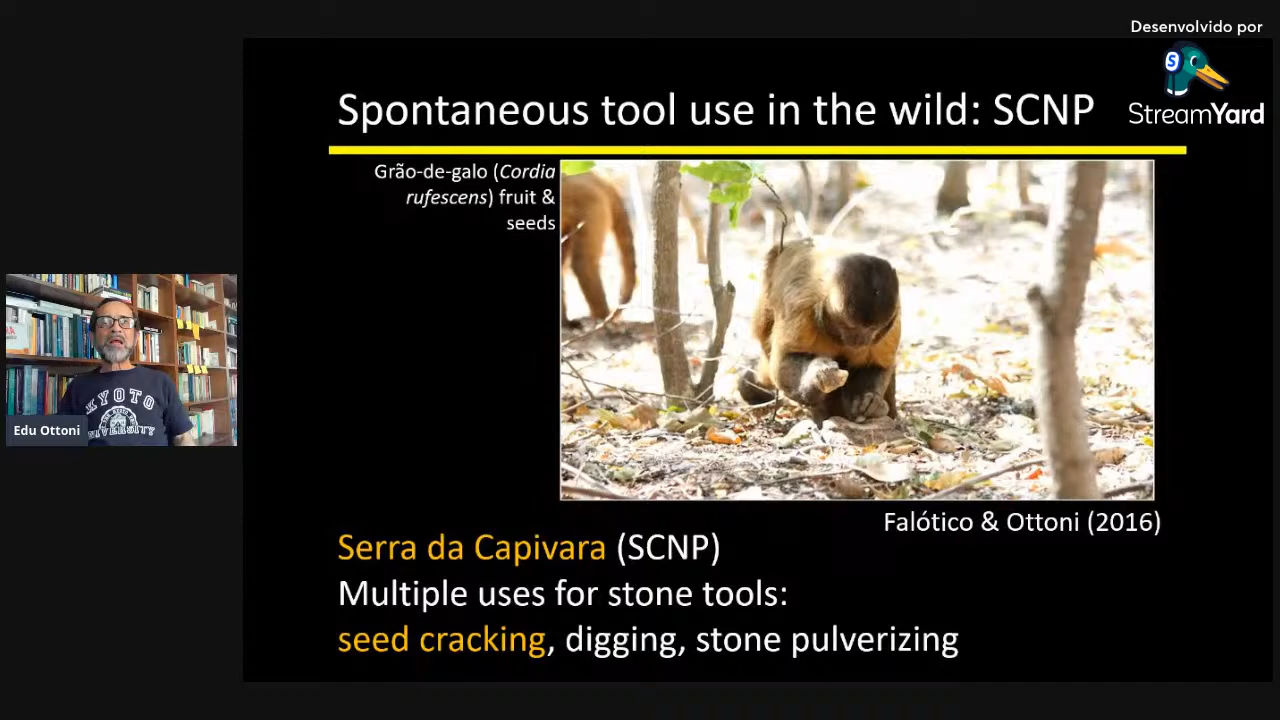 Desenvolvido por
S
StreamYard
Spontaneous tool use in the wild: SCNP
Grão-de-galo (Cordia
rufescens) fruit &
seeds
KYOTO
UNIVERSITY
Edu Ottoni
Falótico & Ottoni (2016)
Serra da Capivara (SCNP)
Multiple uses for stone tools:
seed cracking, digging, stone pulverizing